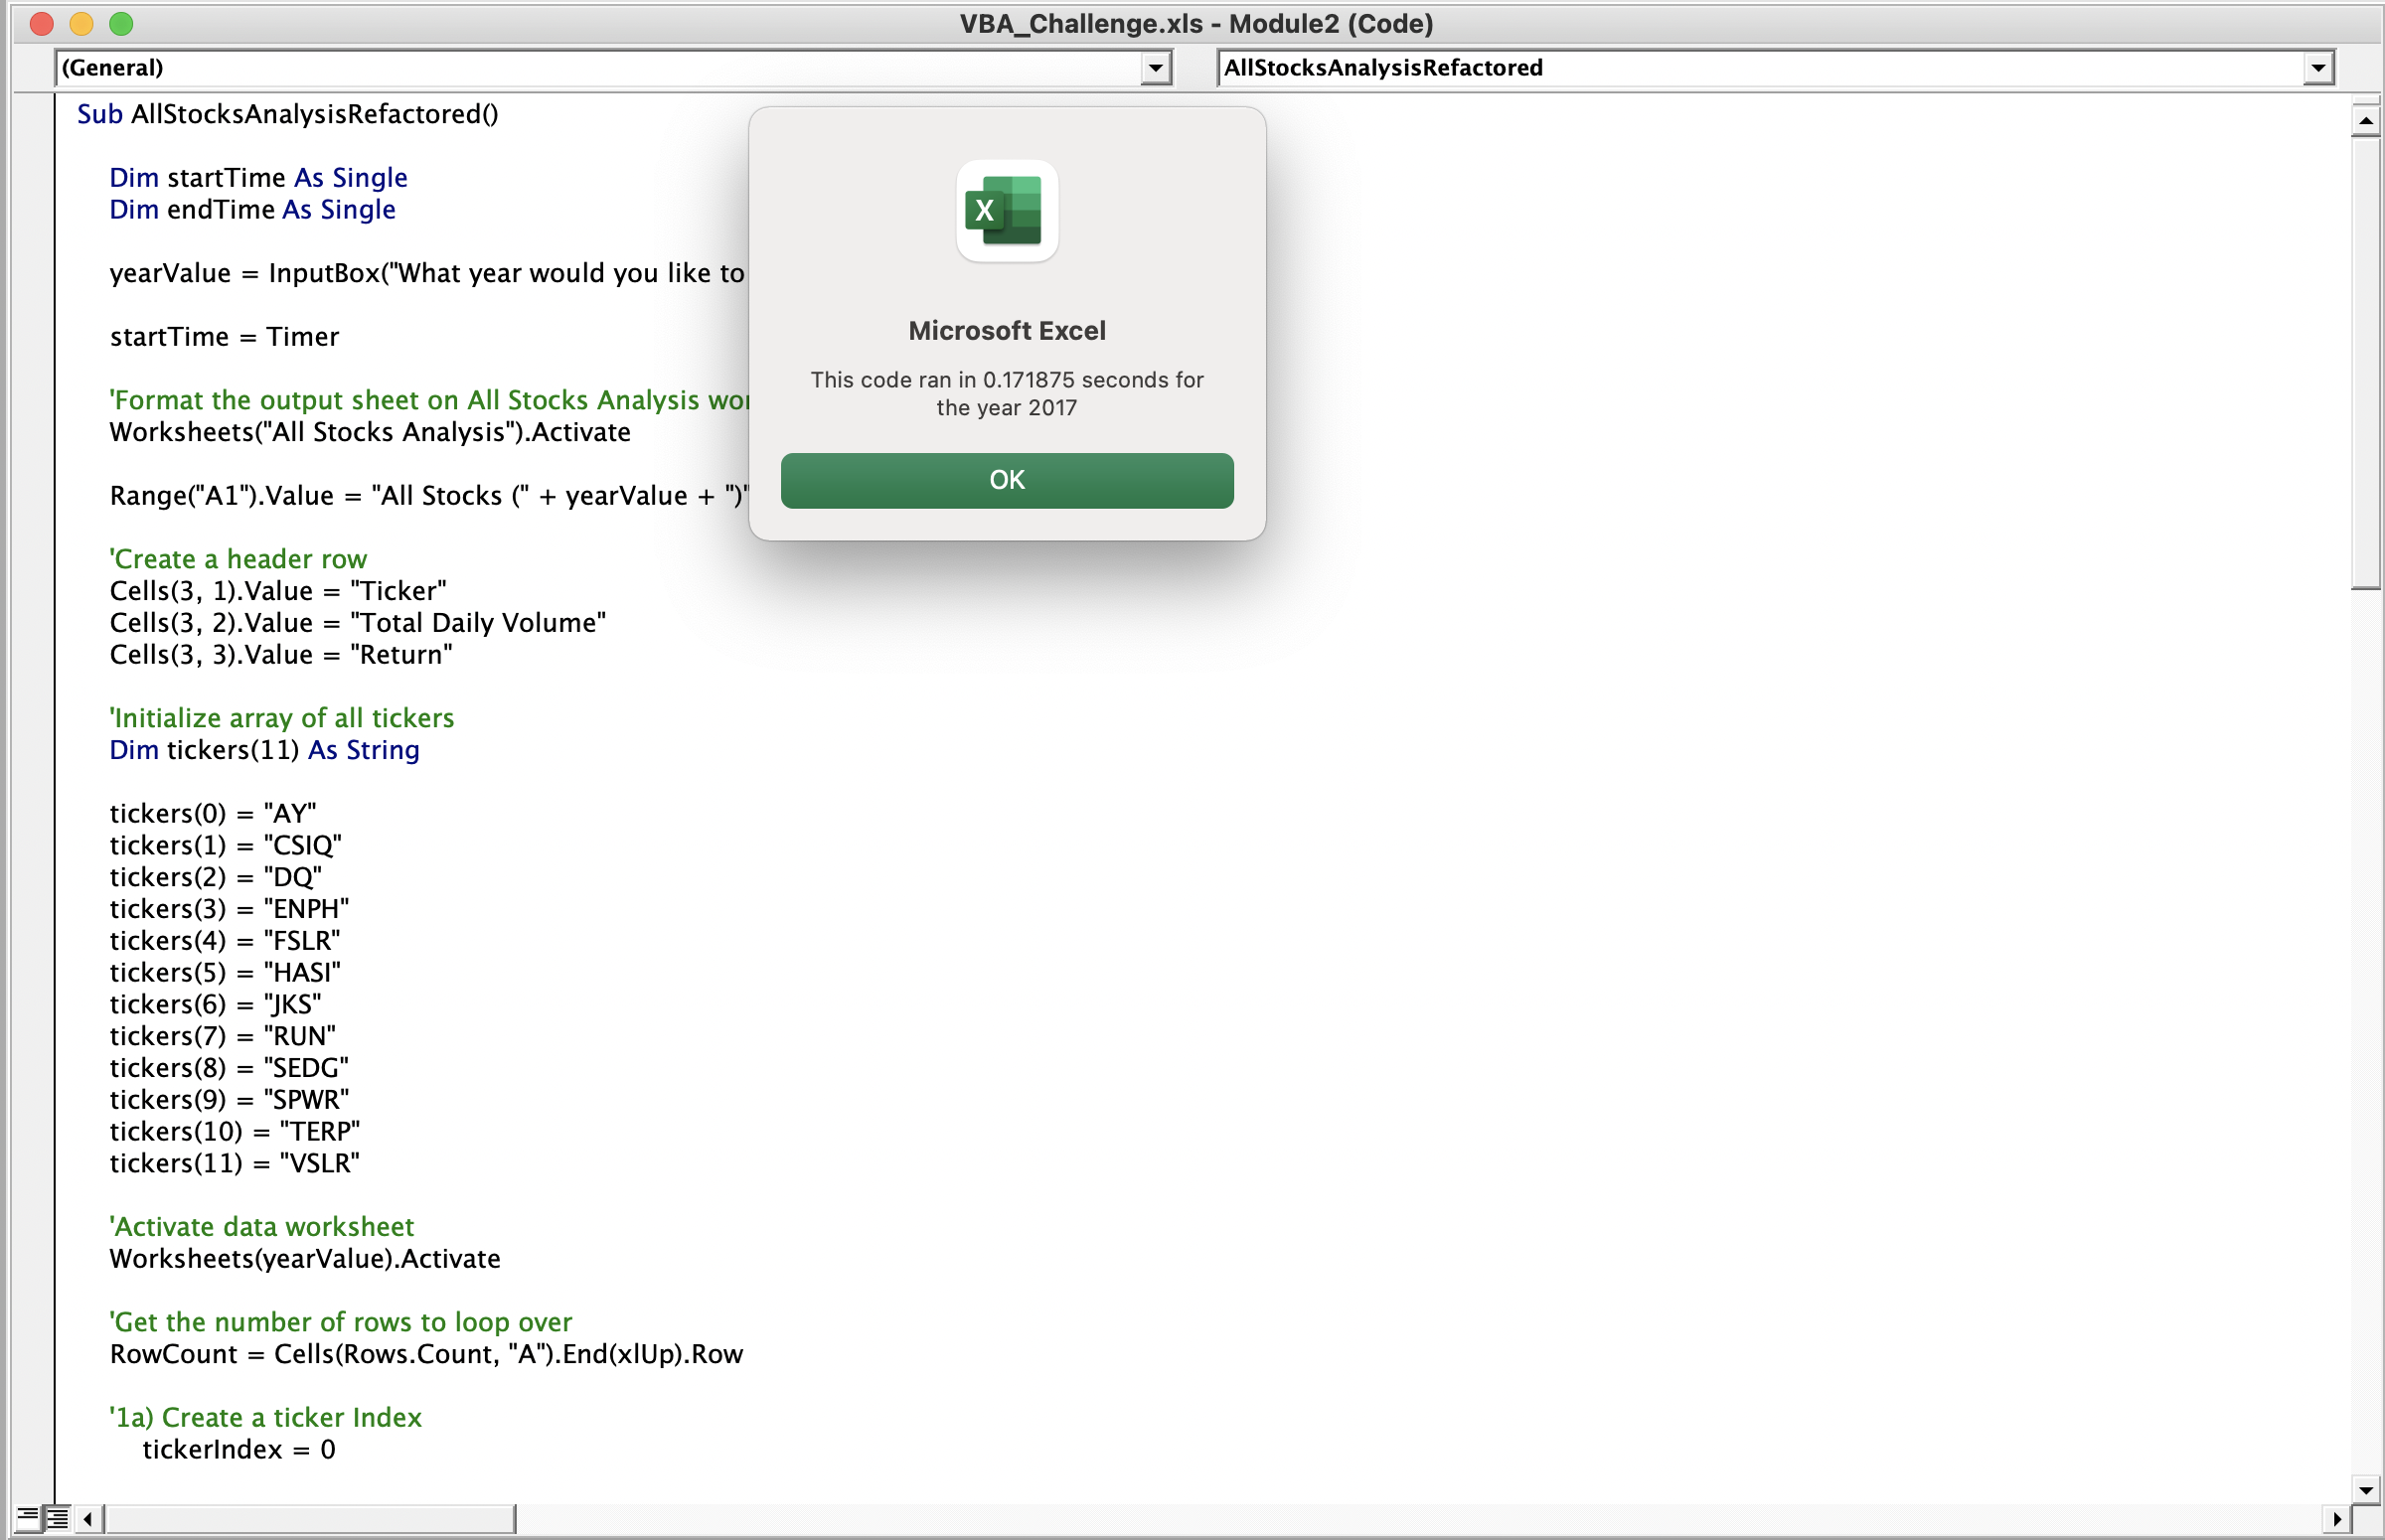 VBA_Challenge.xls - Module2 (Code)
(General)
AllStocksAnalysisRefactored
Sub AllStocksAnalysisRefactored()
Dim startTime As Single
Dim endTime As Single
yearValue = InputBox("What year would you like to
startTime = Timer
'Format the output sheet on All Stocks Analysis
Worksheets("All Stocks Analysis").Activate
Range("A1").Value = "All Stocks (" + yearValue + ")"
'Create a header row
Cells(3, 1).Value = "Ticker"
Cells(3, 2).Value = "Total Daily Volume"
Cells(3, 3).Value = "Return"
'Initialize array of all tickers
Dim tickers(11) As String
tickers(0) = "AY"
tickers(1) = "CSIQ"
tickers(2) = "DQ"
tickers(3) = "ENPH"
tickers(4) = "FSLR"
tickers(5) = "HASI"
tickers(6) = "JKS"
tickers(7) = "RUN"
tickers(8) = "SEDG"
tickers(9) = "SPWR"
tickers(10) = "TERP"
tickers(11) = "VSLR"
'Activate data worksheet
Worksheets(yearValue).Activate
'Get the number of rows to loop over
RowCount = Cells(Rows.Count, "A").End(xlUp).Row
'1a) Create a ticker Index
tickerIndex = 0
X
Microsoft Excel
This code ran in 0.171875 seconds for
the year 2017
OK